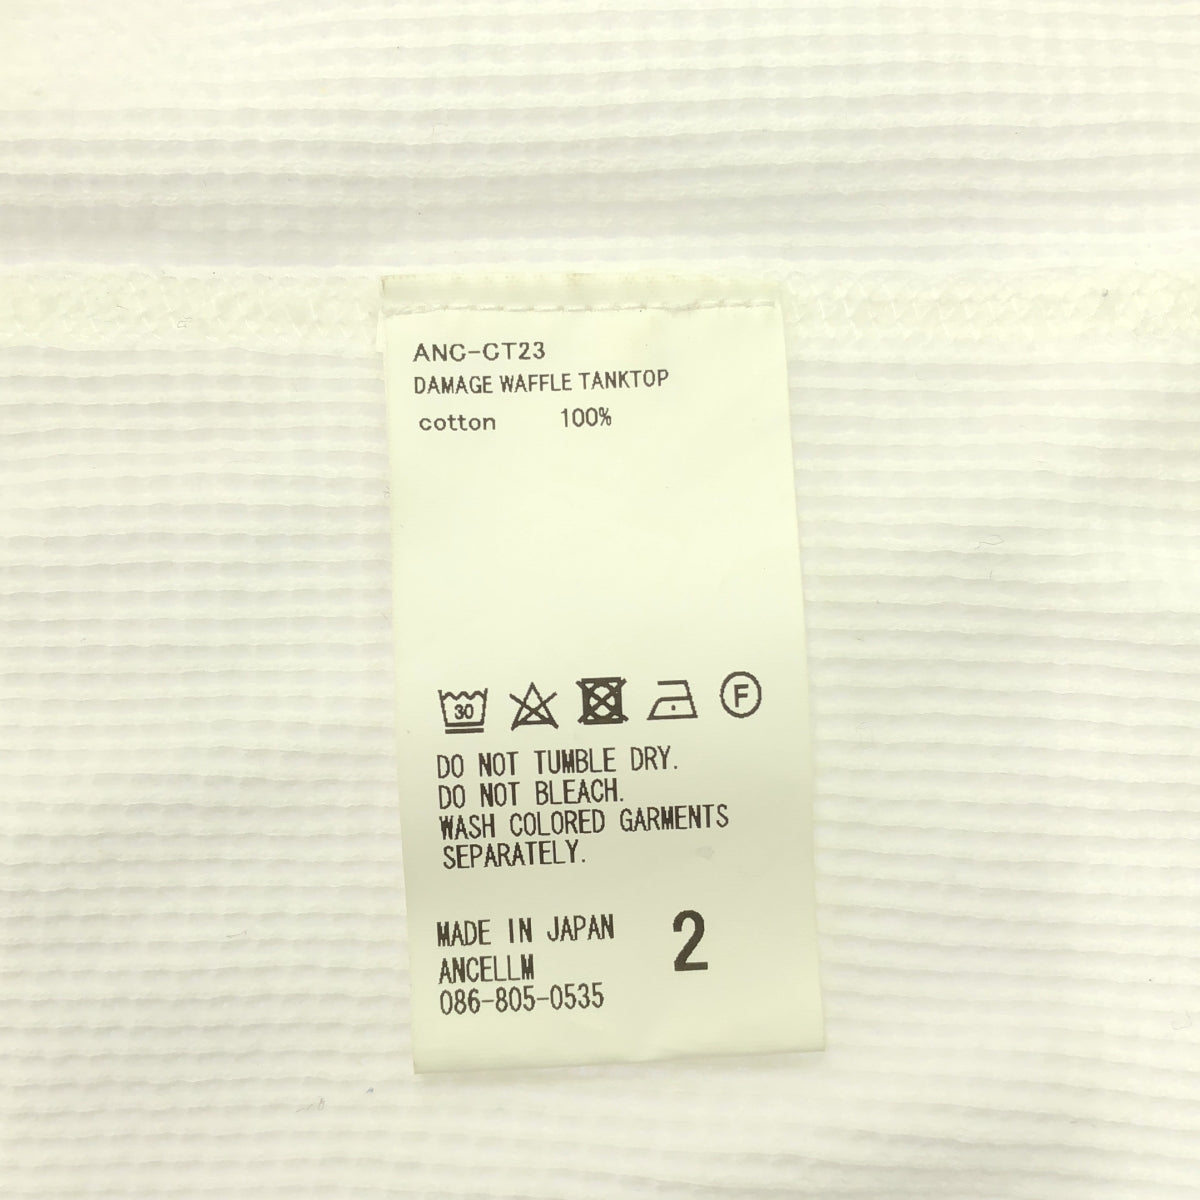 ANC-CT23
DAMAGE WAFFLE TANKTOP
cotton 100%
30 F
DO NOT TUMBLE DRY.
DO NOT BLEACH.
WASH COLORED GARMENTS
SEPARATELY.
MADE IN JAPAN
ANCELLM
086-805-0535
2